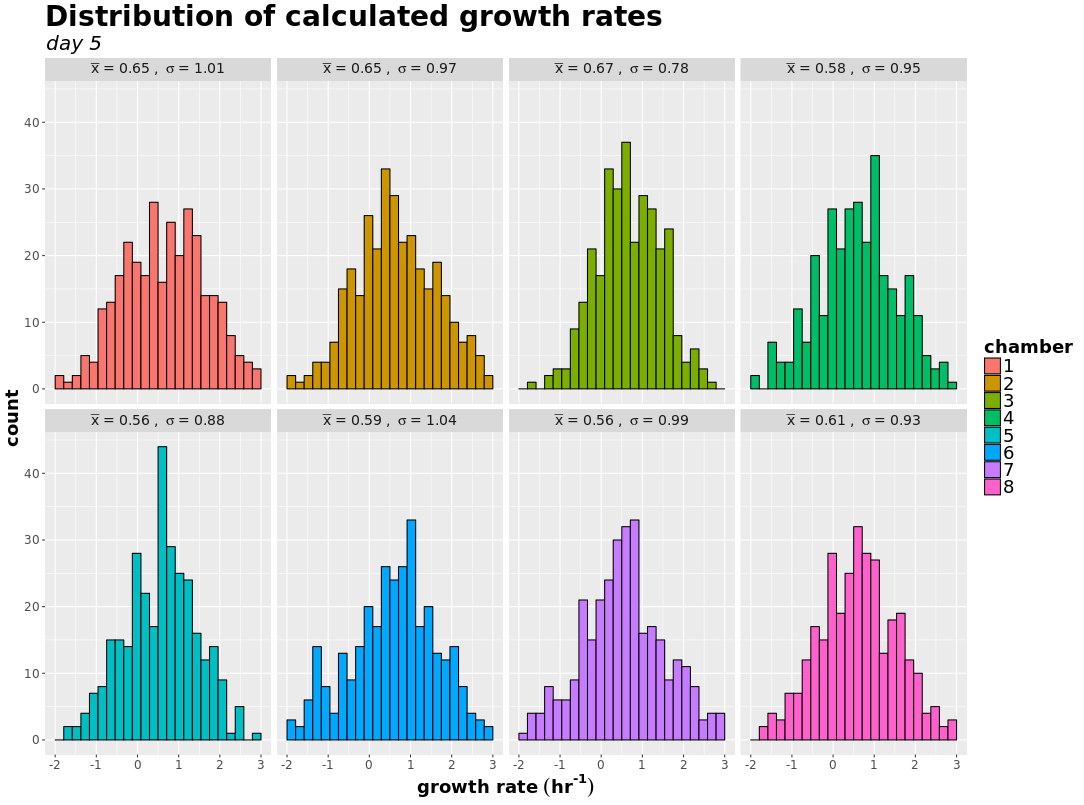 Distribution of calculated growth rates
day 5
x̅ = 0.65 , σ = 1.01
x̅ = 0.65 , σ = 0.97
x̅ = 0.67 , σ = 0.78
x̅ = 0.58 , σ = 0.95
40
30
20
10
0
x̅ = 0.56 , σ = 0.88
x̅ = 0.59 , σ = 1.04
x̅ = 0.56 , σ = 0.99
x̅ = 0.61 , σ = 0.93
40
30
20
10
0
-2 -1 0 1 2 3
-2 -1 0 1 2 3
-2 -1 0 1 2 3
-2 -1 0 1 2 3
count
growth rate (hr⁻¹)
chamber
1
2
3
4
5
6
7
8